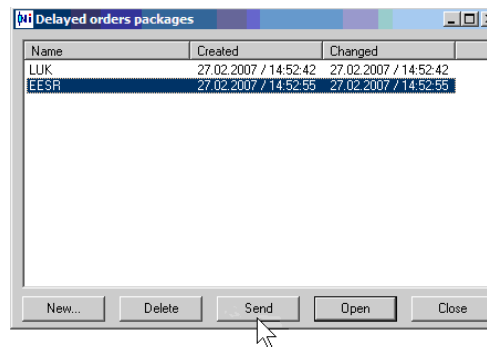 Delayed orders packages
Name Created Changed
LUK 27.02.2007 / 14:52:42 27.02.2007 / 14:52:42
EESR 27.02.2007 / 14:52:55 27.02.2007 / 14:52:55
New... Delete Send Open Close